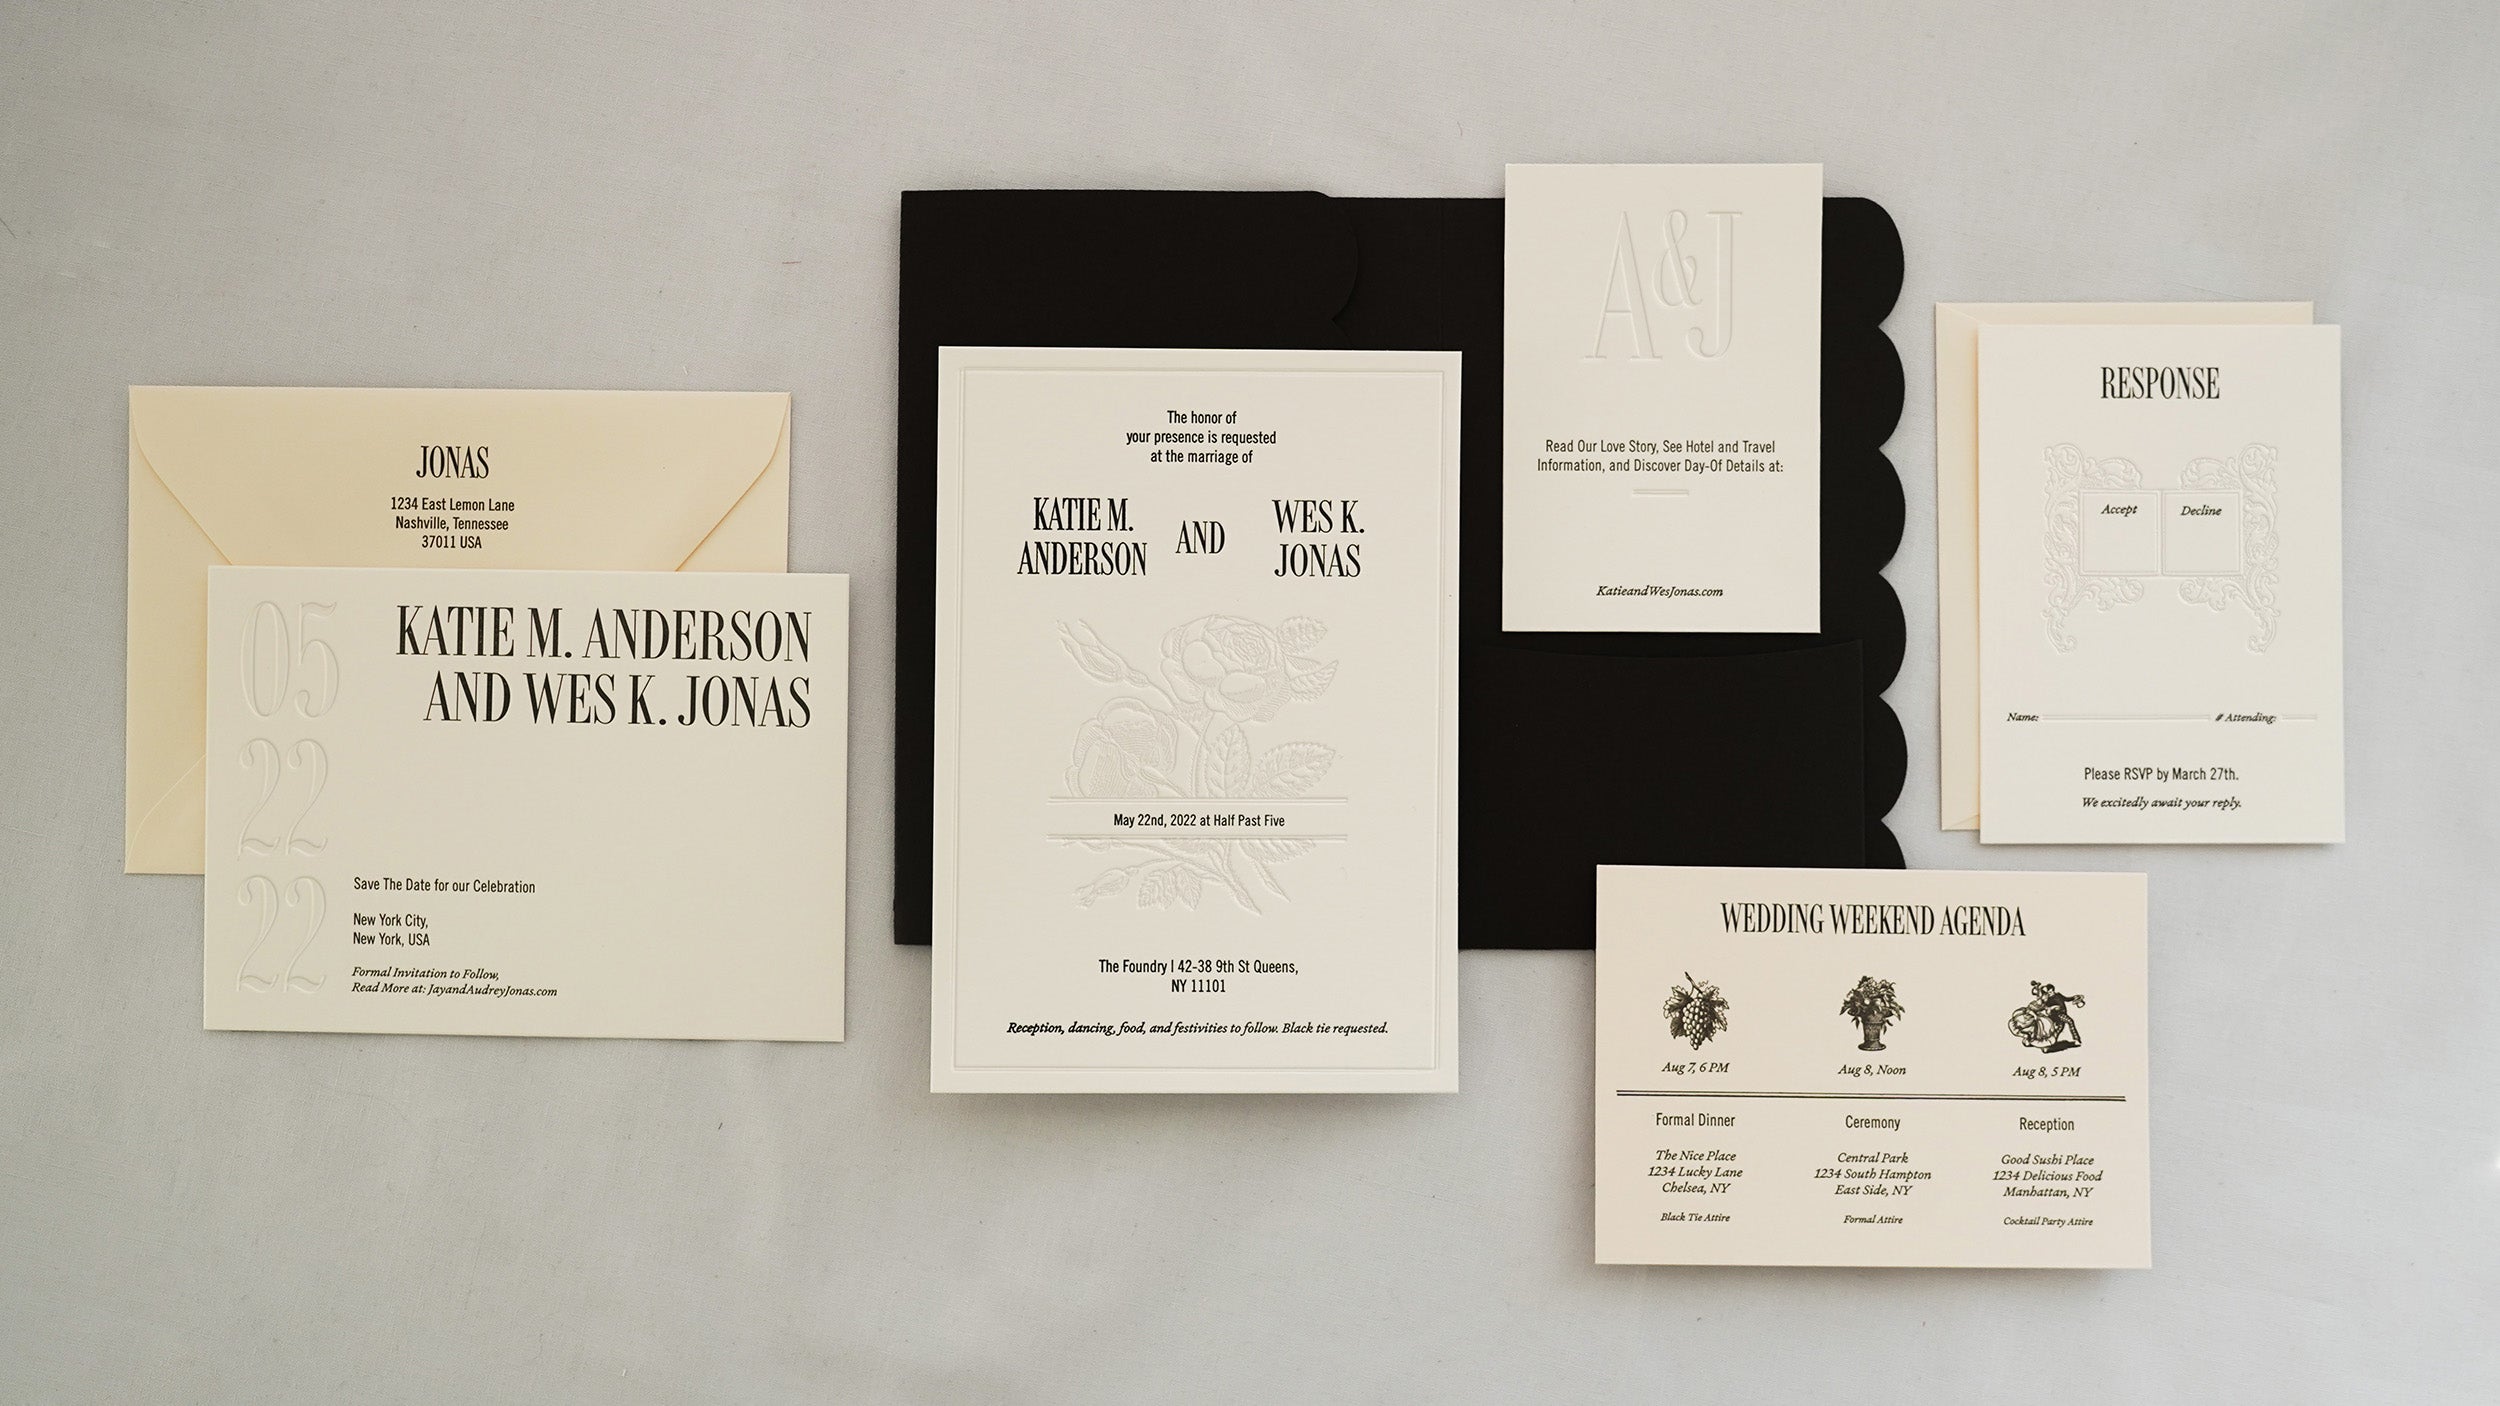 JONAS
1234 East Lemon Lane
Nashville, Tennessee
37011 USA
05
22
22
KATIE M. ANDERSON
AND WES K. JONAS
Save The Date for our Celebration
New York City,
New York, USA
Formal Invitation to Follow,
Read More at: JayandAudreyJonas.com
The honor of
your presence is requested
at the marriage of
KATIE M.
ANDERSON
AND
WES K.
JONAS
May 22nd, 2022 at Half Past Five
The Foundry | 42-38 9th St Queens,
NY 11101
Reception, dancing, food, and festivities to follow. Black tie requested.
A&J
Read Our Love Story, See Hotel and Travel
Information, and Discover Day-Of Details at:
KatieandWesJonas.com
RESPONSE
Accept Decline
Name: # Attending:
Please RSVP by March 27th.
We excitedly await your reply.
WEDDING WEEKEND AGENDA
Aug 7, 6 PM
Formal Dinner
The Nice Place
1234 Lucky Lane
Chelsea, NY
Black Tie Attire
Aug 8, Noon
Ceremony
Central Park
1234 South Hampton
East Side, NY
Formal Attire
Aug 8, 5 PM
Reception
Good Sushi Place
1234 Delicious Food
Manhattan, NY
Cocktail Party Attire